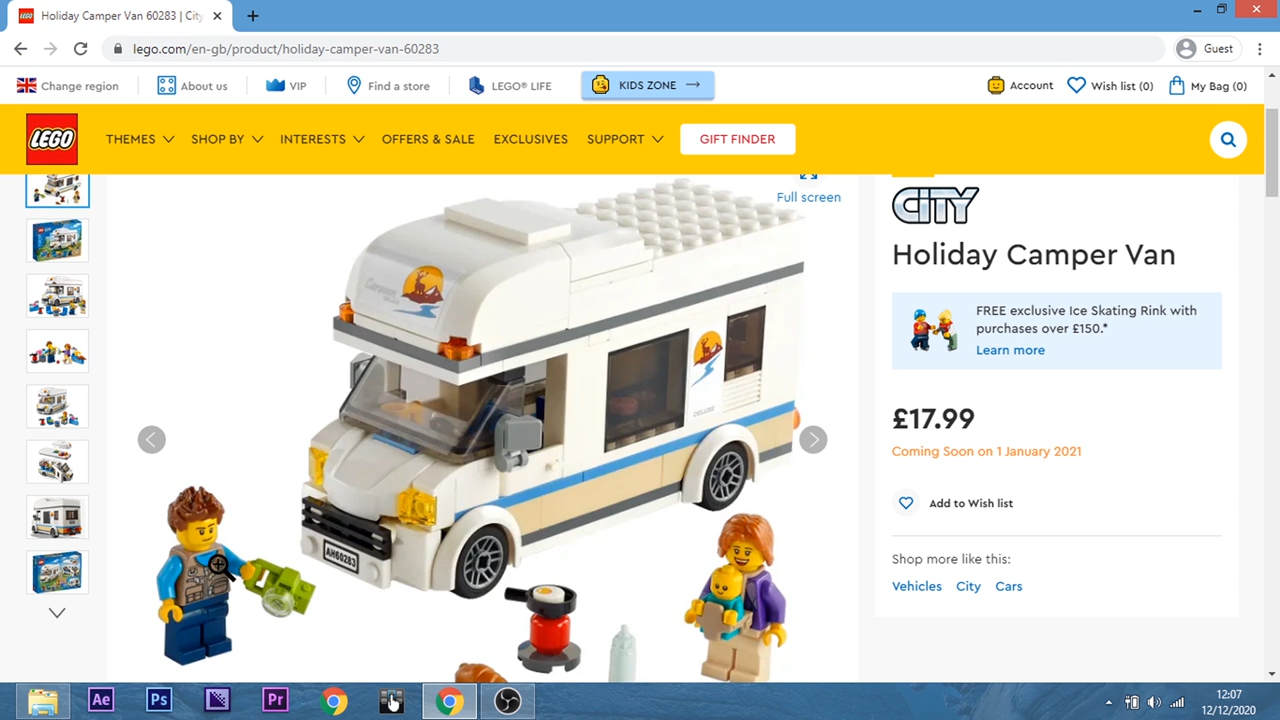 Holiday Camper Van 60283 | City
lego.com/en-gb/product/holiday-camper-van-60283
Guest
Change region
About us
VIP
Find a store
LEGO® LIFE
KIDS ZONE
Account
Wish list (0)
My Bag (0)
LEGO
THEMES
SHOP BY
INTERESTS
OFFERS & SALE
EXCLUSIVES
SUPPORT
GIFT FINDER
Full screen
CITY
Holiday Camper Van
FREE exclusive Ice Skating Rink with
purchases over £150.*
Learn more
£17.99
Coming Soon on 1 January 2021
Add to Wish list
Shop more like this:
Vehicles City Cars
Caravan
DELUXE
AH60283
Ae
Ps
Pr
12:07
12/12/2020